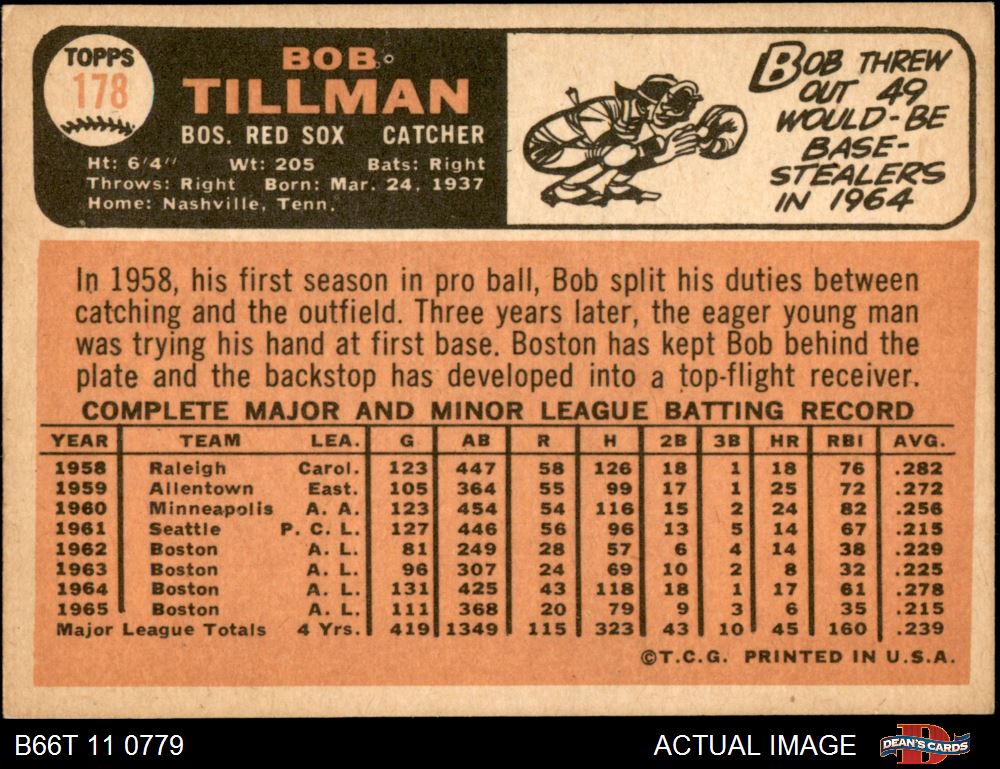 TOPPS
178
BOB
TILLMAN
BOS. RED SOX CATCHER
Ht: 6'4" Wt: 205 Bats: Right
Throws: Right Born: Mar. 24, 1937
Home: Nashville, Tenn.
BOB THREW
OUT 49
WOULD-BE
BASE-
STEALERS
IN 1964
In 1958, his first season in pro ball, Bob split his duties between
catching and the outfield. Three years later, the eager young man
was trying his hand at first base. Boston has kept Bob behind the
plate and the backstop has developed into a top-flight receiver.
COMPLETE MAJOR AND MINOR LEAGUE BATTING RECORD
YEAR TEAM LEA. G AB R H 2B 3B HR RBI AVG.
1958 Raleigh Carol. 123 447 58 126 18 1 18 76 .282
1959 Allentown East. 105 364 55 99 17 1 25 72 .272
1960 Minneapolis A. A. 123 454 54 116 15 2 24 82 .256
1961 Seattle P. C. L. 127 446 56 96 13 5 14 67 .215
1962 Boston A. L. 81 249 28 57 6 4 14 38 .229
1963 Boston A. L. 96 307 24 69 10 2 8 32 .225
1964 Boston A. L. 131 425 43 118 18 1 17 61 .278
1965 Boston A. L. 111 368 20 79 9 3 6 35 .215
Major League Totals 4 Yrs. 419 1349 115 323 43 10 45 160 .239
©T.C.G. PRINTED IN U.S.A.
B66T 11 0779 ACTUAL IMAGE DEAN'S CARDS